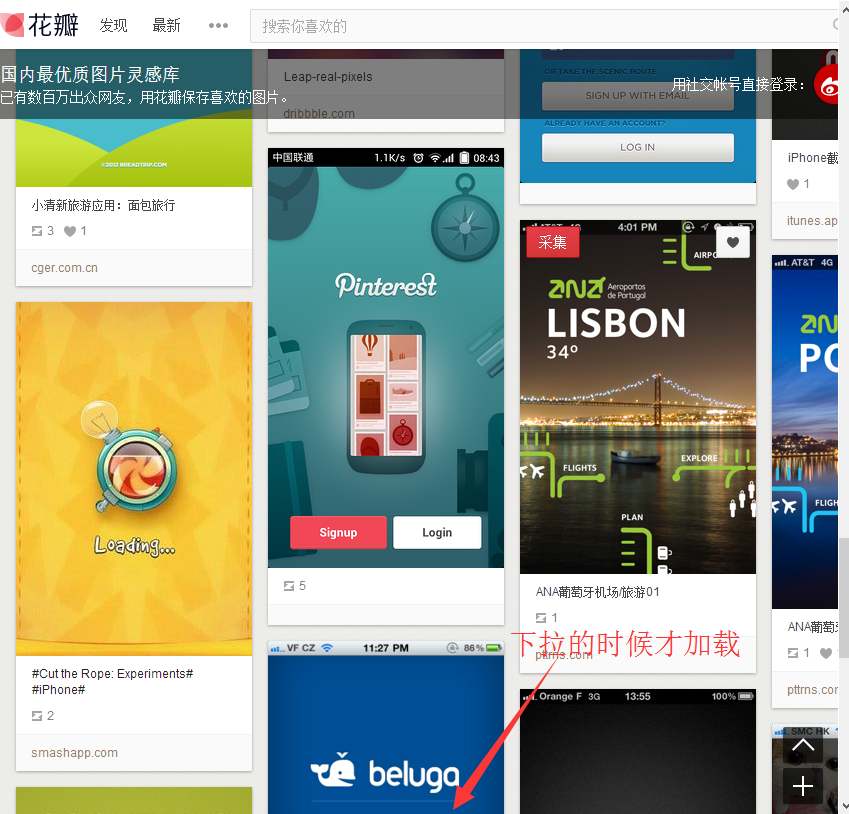 花瓣
发现
最新
•••
搜索你喜欢的
国内最优质图片灵感库
已有数百万出众网友，用花瓣保存喜欢的图片。
用社交帐号直接登录：
©2012 BREADTRIP.COM
小清新旅游应用：面包旅行
3 1
cger.com.cn
Loading...
#Cut the Rope: Experiments#
#iPhone#
2
smashapp.com
Leap-real-pixels
dribbble.com
中国联通 1.1K/s 08:43
Pinterest
Signup
Login
5
VF CZ 11:27 PM 86%
beluga
OR TAKE THE SCENIC ROUTE
SIGN UP WITH EMAIL
ALREADY HAVE AN ACCOUNT?
LOG IN
AT&T 4G 4:01 PM
采集
AIRPO
ANA Aeroportos
de Portugal
LISBON
34º
FLIGHTS
EXPLORE
PLAN
ANA葡萄牙机场/旅游01
1
pttrns.com
下拉的时候才加载
Orange F 3G 13:55 100%
iPhone截
1
itunes.ap
AT&T 4G
PO
FLIGH
ANA葡萄牙
1
pttrns.com
SMC HK